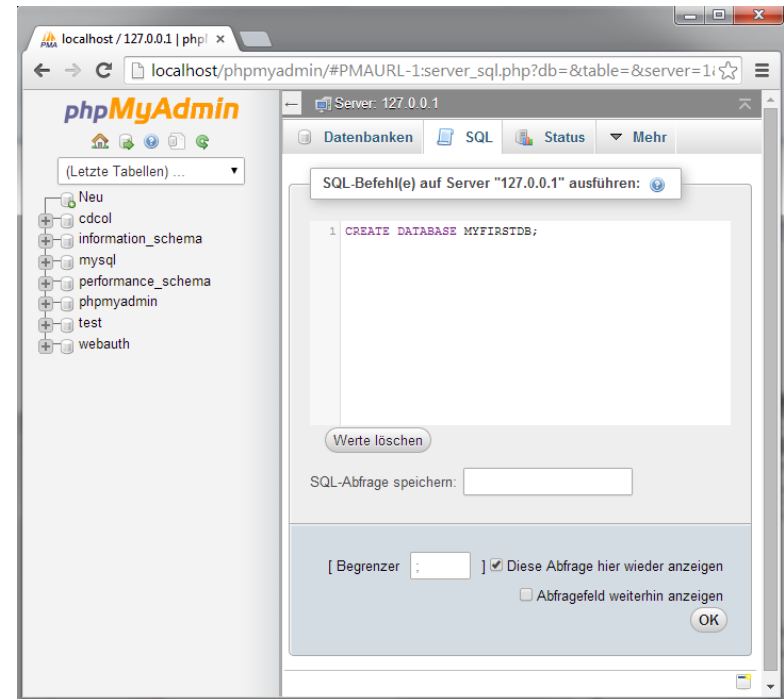 localhost / 127.0.0.1 | phpl
localhost/phpmyadmin/#PMAURL-1:server_sql.php?db=&table=&server=1&
phpMyAdmin
(Letzte Tabellen) ...
Neu
cdcol
information_schema
mysql
performance_schema
phpmyadmin
test
webauth
Server: 127.0.0.1
Datenbanken SQL Status Mehr
SQL-Befehl(e) auf Server "127.0.0.1" ausführen:
1 CREATE DATABASE MYFIRSTDB;
Werte löschen
SQL-Abfrage speichern:
[ Begrenzer ; ] Diese Abfrage hier wieder anzeigen
Abfragefeld weiterhin anzeigen
OK